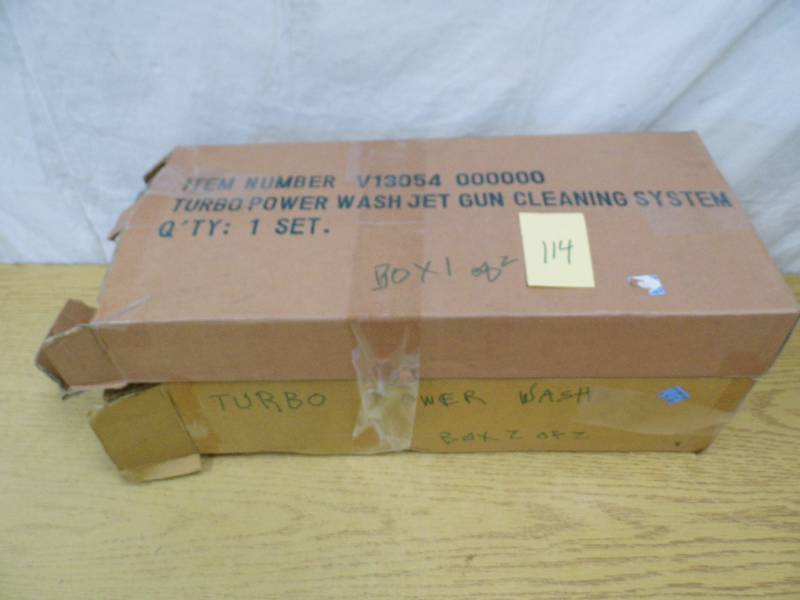 ITEM NUMBER V13054 000000
TURBO POWER WASH JET GUN CLEANING SYSTEM
Q'TY: 1 SET.
BOX 1 of 2
114
TURBO POWER WASH
BOX 2 OF 2